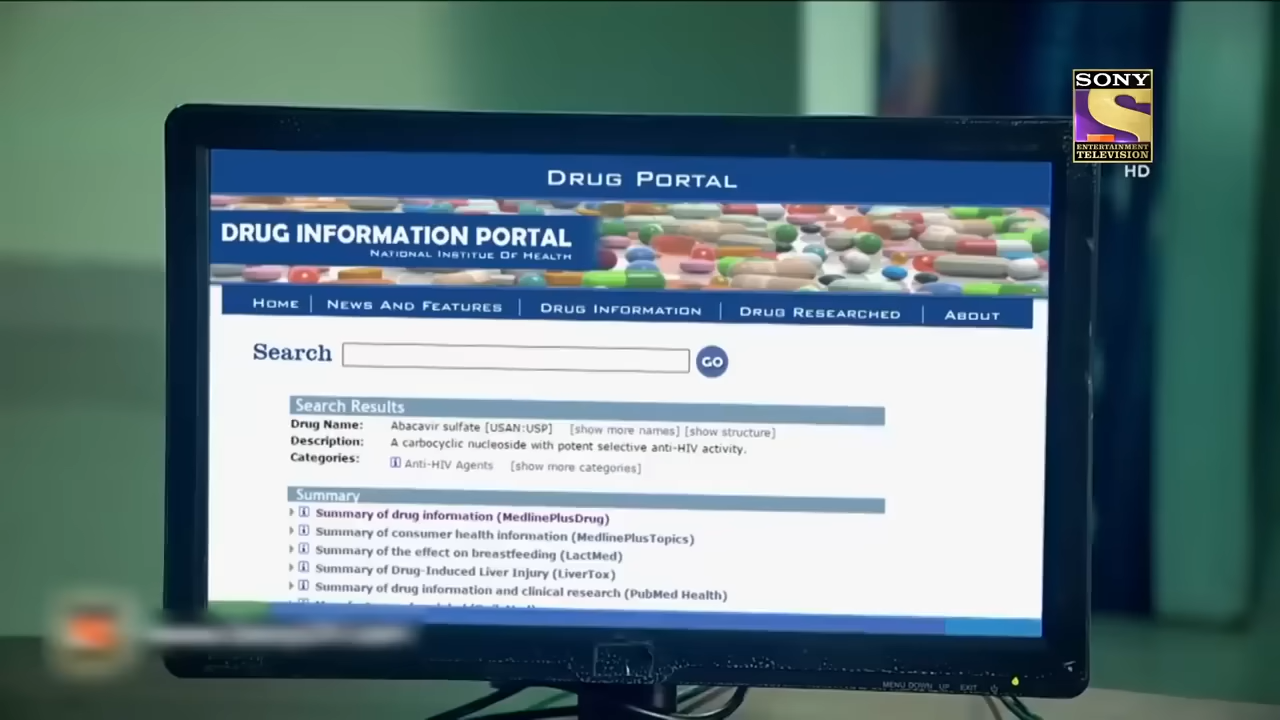 SONY
ENTERTAINMENT
TELEVISION
HD
DRUG PORTAL
DRUG INFORMATION PORTAL
NATIONAL INSTITUE OF HEALTH
HOME | NEWS AND FEATURES | DRUG INFORMATION | DRUG RESEARCHED | ABOUT
Search GO
Search Results
Drug Name: Abacavir sulfate [USAN:USP] [show more names] [show structure]
Description: A carbocyclic nucleoside with potent selective anti-HIV activity.
Categories: Anti-HIV Agents [show more categories]
Summary
Summary of drug information (MedlinePlusDrug)
Summary of consumer health information (MedlinePlusTopics)
Summary of the effect on breastfeeding (LactMed)
Summary of Drug-Induced Liver Injury (LiverTox)
Summary of drug information and clinical research (PubMed Health)
MENU DOWN UP EXIT